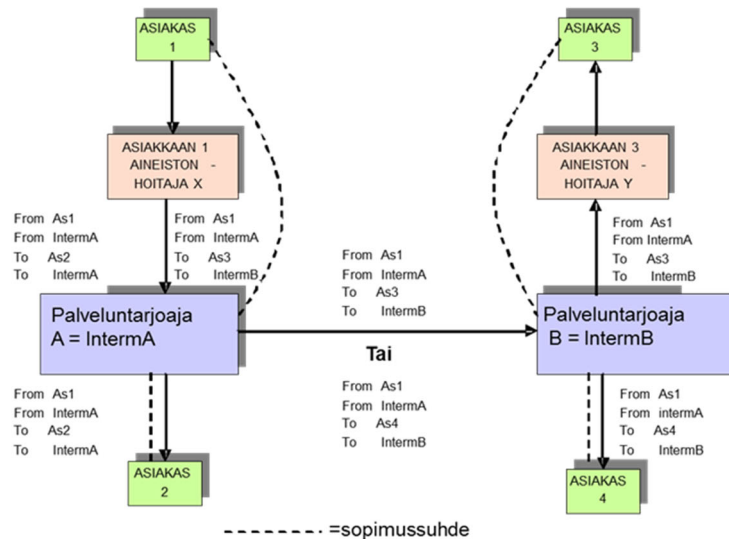 ASIAKAS
1
ASIAKAS
3
ASIAKKAAN 1
AINEISTON -
HOITAJA X
ASIAKKAAN 3
AINEISTON -
HOITAJA Y
From As1
From IntermA
To As2
To IntermA
From As1
From IntermA
To As3
To IntermB
From As1
From IntermA
To As3
To IntermB
From As1
From IntermA
To As3
To IntermB
Palveluntarjoaja
A = IntermA
Tai
Palveluntarjoaja
B = IntermB
From As1
From IntermA
To As2
To IntermA
From As1
From IntermA
To As4
To IntermB
From As1
From intermA
To As4
To IntermB
ASIAKAS
2
ASIAKAS
4
=sopimussuhde